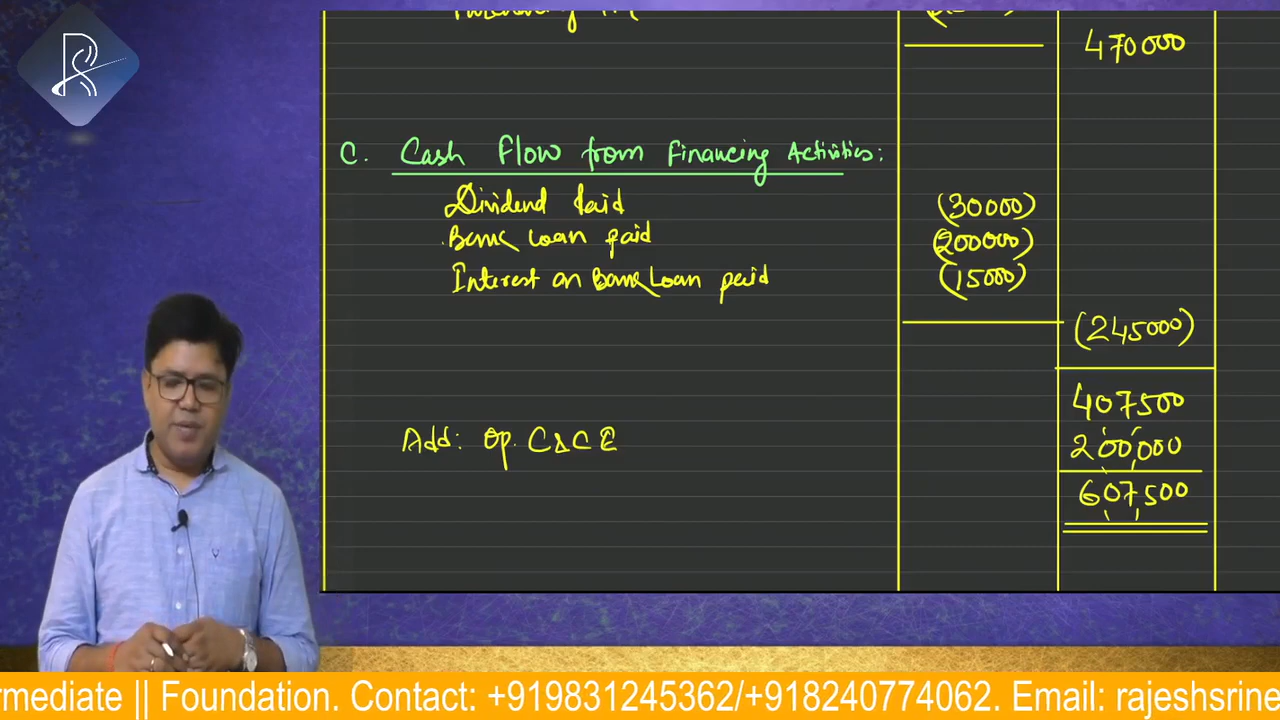 470000
C. Cash Flow from Financing Activities:
Dividend Paid (30000)
Bank Loan paid (200000)
Interest on Bank Loan paid (15000)
(245000)
407500
Add: Op. C & C E 200,000
607,500
rmediate || Foundation. Contact: +919831245362/+918240774062. Email: rajeshsrine